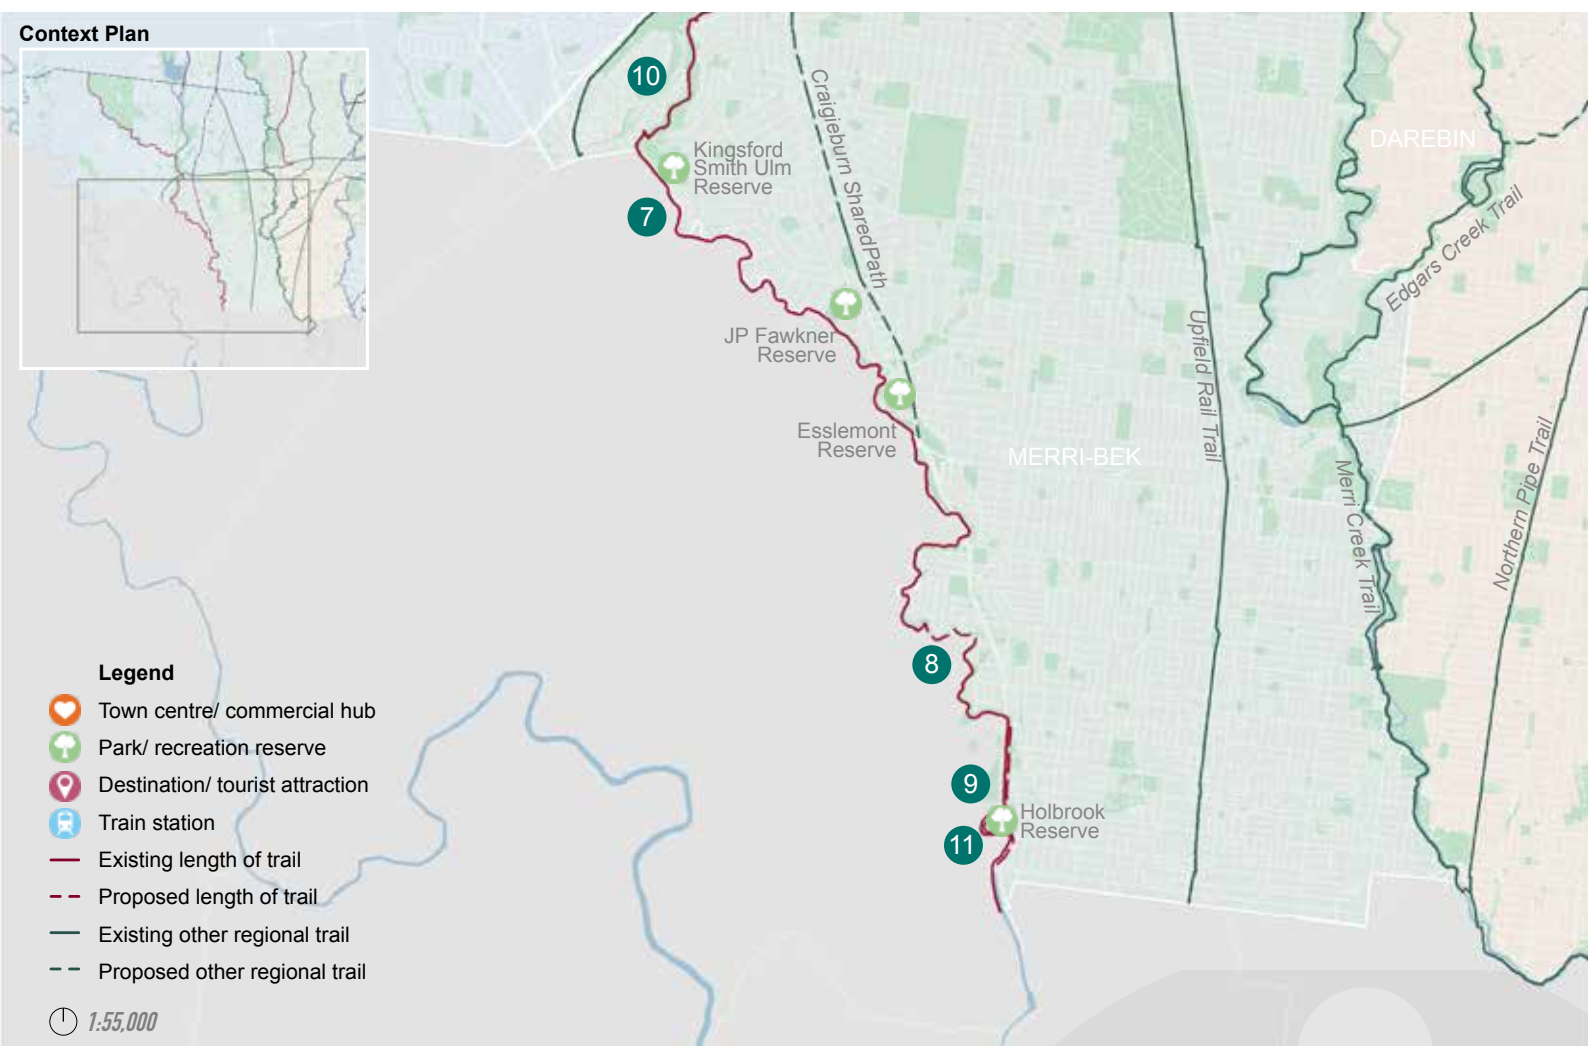 Context Plan
10
Kingsford
Smith Ulm
Reserve
7
Craigieburn SharedPath
DAREBIN
Edgars Creek Trail
JP Fawkner
Reserve
Upfield Rail Trail
Esslemont
Reserve
MERRI-BEK
Merri Creek Trail
Northern Pipe Trail
8
9
Holbrook
Reserve
11
Legend
Town centre/ commercial hub
Park/ recreation reserve
Destination/ tourist attraction
Train station
Existing length of trail
Proposed length of trail
Existing other regional trail
Proposed other regional trail
1:55,000